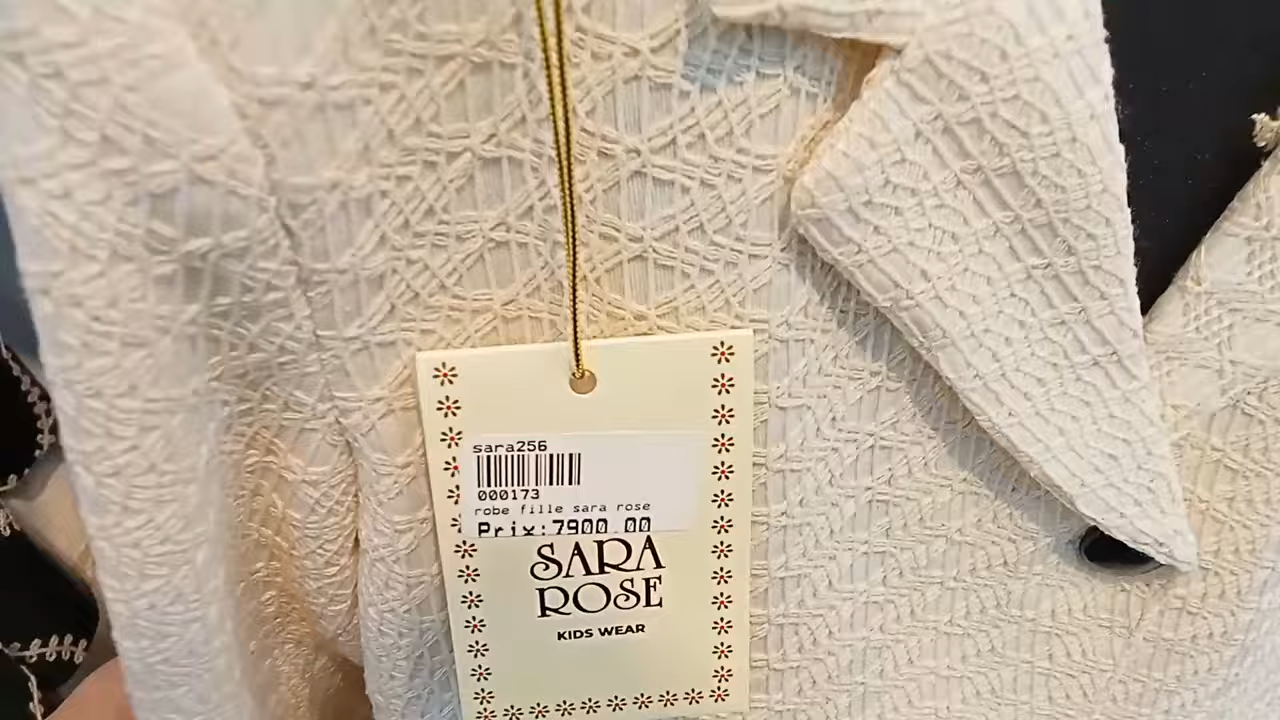 sara256
000173
robe fille sara rose
Prix:7900.00
SARA
ROSE
KIDS WEAR